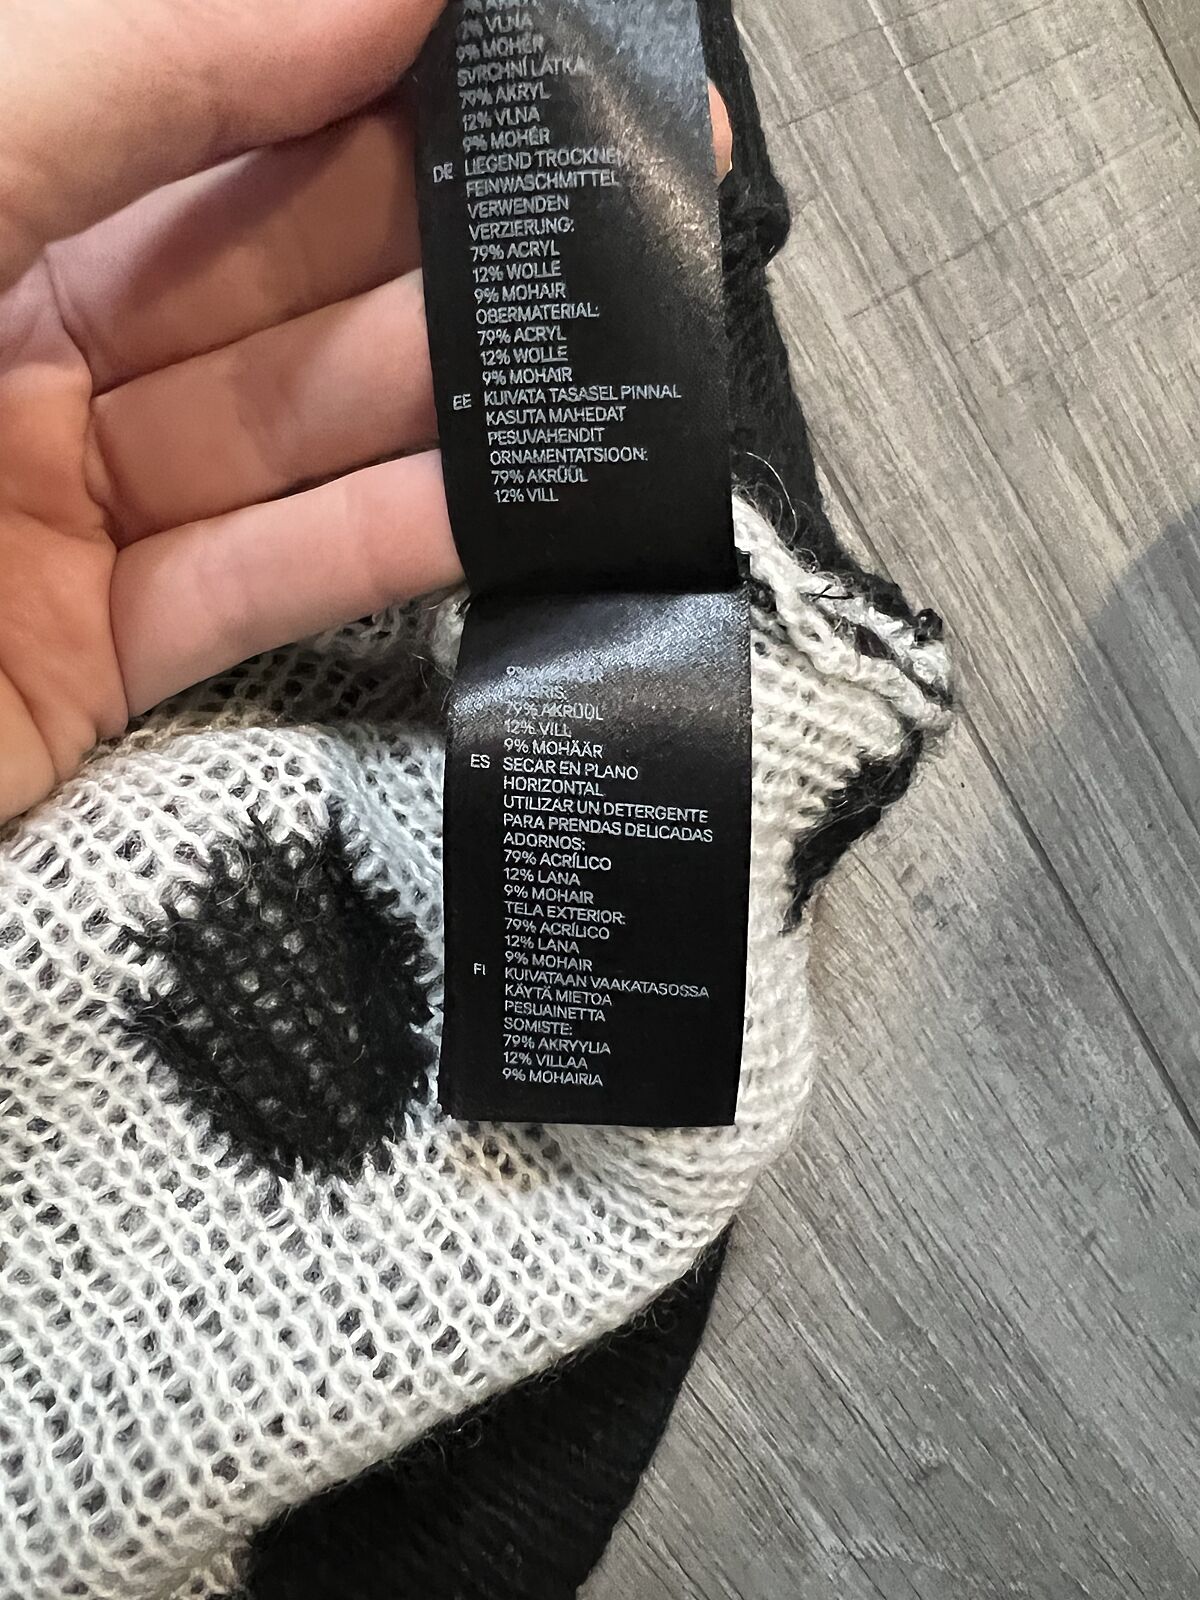 12% VLNA
9% MOHÉR
SVRCHNÍ LÁTKA
79% AKRYL
12% VLNA
9% MOHÉR
DE LIEGEND TROCKNEN
FEINWASCHMITTEL
VERWENDEN
VERZIERUNG:
79% ACRYL
12% WOLLE
9% MOHAIR
OBERMATERIAL:
79% ACRYL
12% WOLLE
9% MOHAIR
EE KUIVATA TASASEL PINNAL
KASUTA MAHEDAT
PESUVAHENDIT
ORNAMENTATSIOON:
79% AKRÜÜL
12% VILL
9%
79% AKRÜÜL
12% VILL
9% MOHÄÄR
ES SECAR EN PLANO
HORIZONTAL
UTILIZAR UN DETERGENTE
PARA PRENDAS DELICADAS
ADORNOS:
79% ACRÍLICO
12% LANA
9% MOHAIR
TELA EXTERIOR:
79% ACRÍLICO
12% LANA
9% MOHAIR
FI KUIVATAAN VAAKATASOSSA
KÄYTÄ MIETOA
PESUAINETTA
SOMISTE:
79% AKRYYLIA
12% VILLAA
9% MOHAIRIA